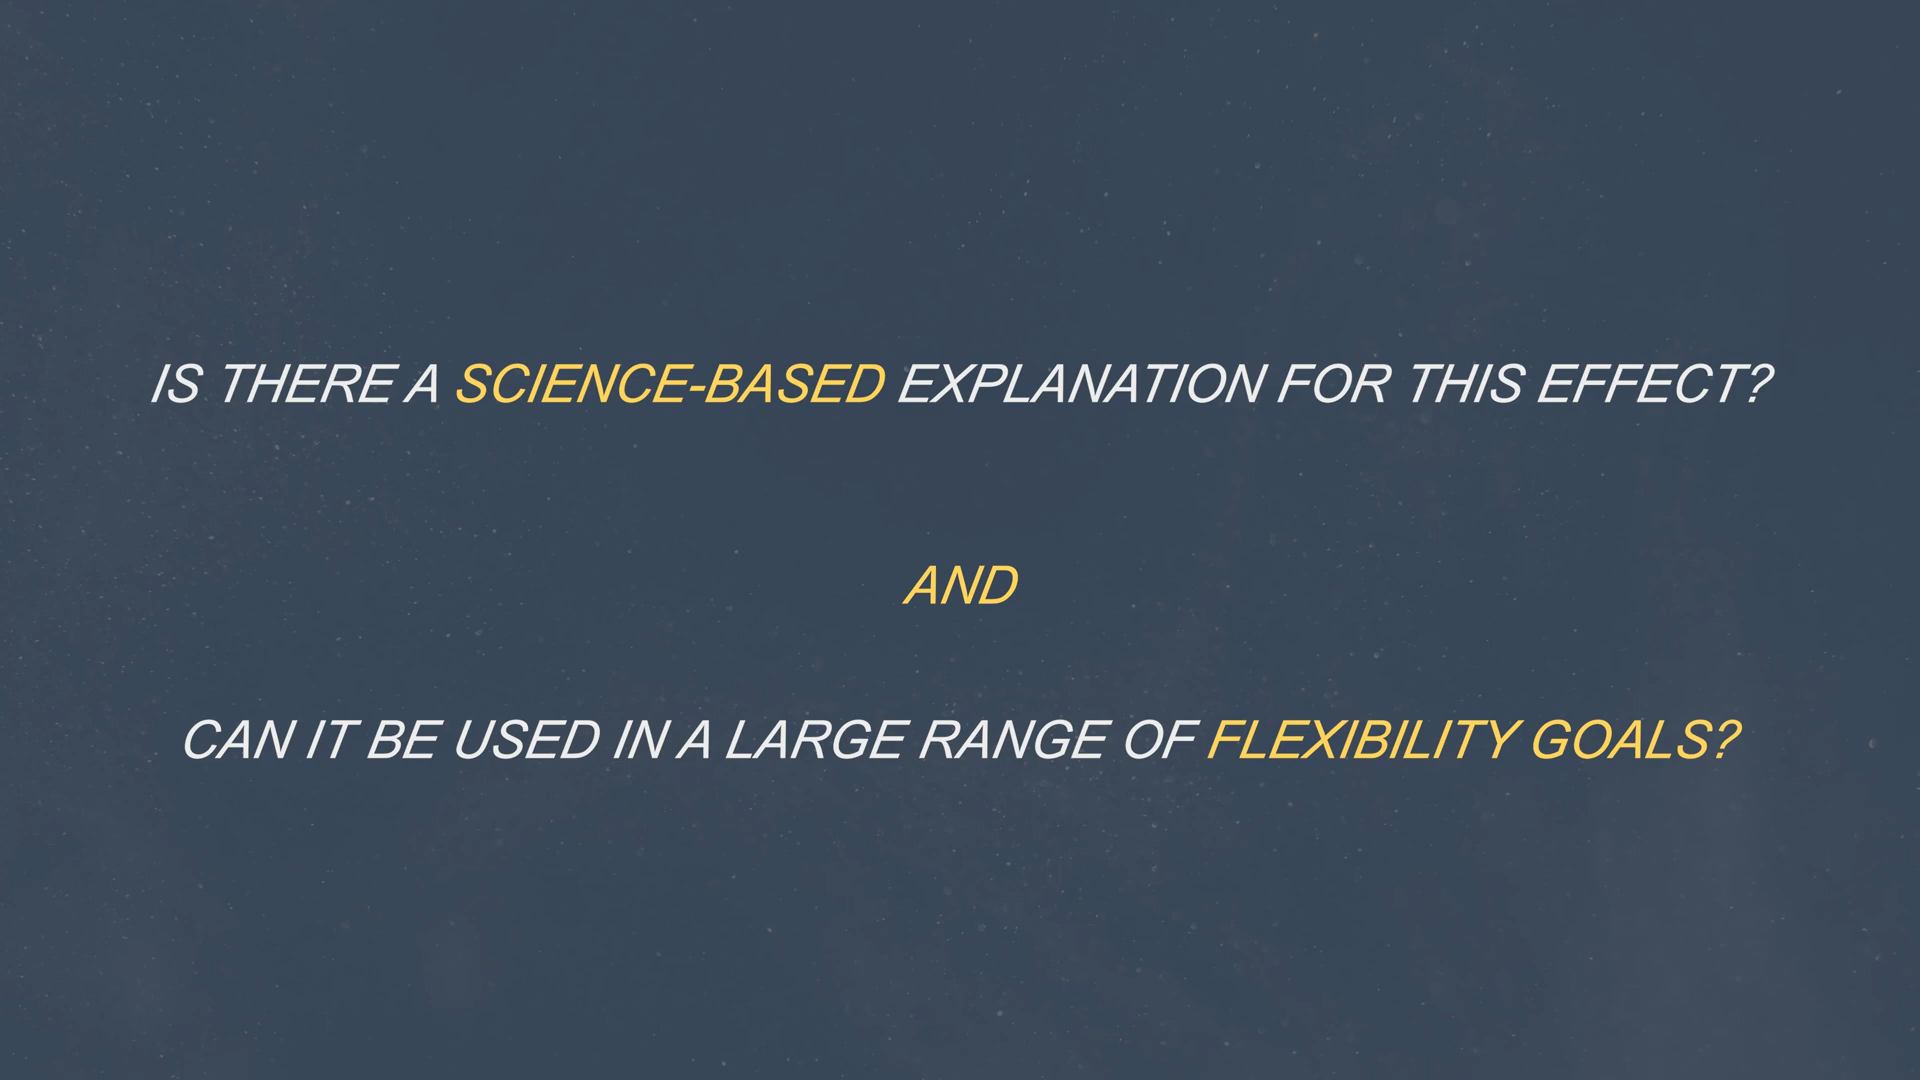 IS THERE A SCIENCE-BASED EXPLANATION FOR THIS EFFECT?
AND
CAN IT BE USED IN A LARGE RANGE OF FLEXIBILITY GOALS?